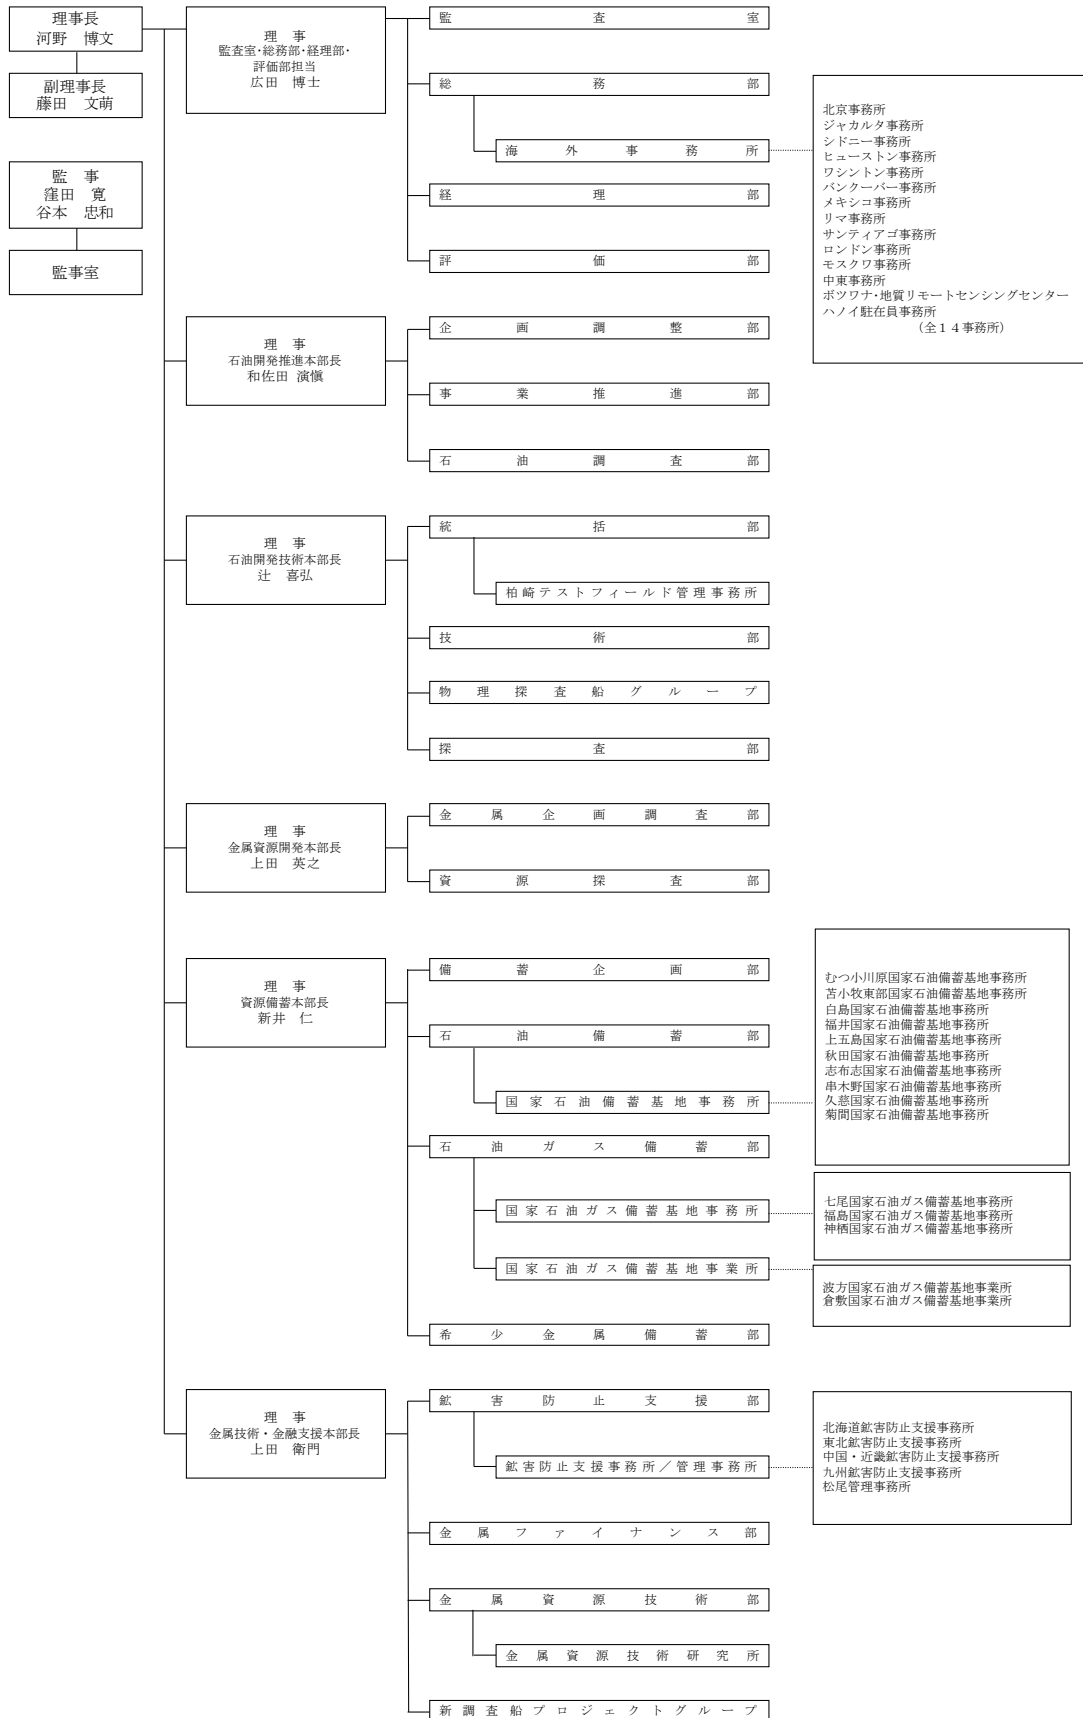 理事長
河野　博文
副理事長
藤田　文萌
監　事
窪田　寛
谷本　忠和
監事室
理　事
監査室・総務部・経理部・
評価部担当
広田　博士
監査室
総務部
海外事務所
経理部
評価部
北京事務所
ジャカルタ事務所
シドニー事務所
ヒューストン事務所
ワシントン事務所
バンクーバー事務所
メキシコ事務所
リマ事務所
サンティアゴ事務所
ロンドン事務所
モスクワ事務所
中東事務所
ボツワナ・地質リモートセンシングセンター
ハノイ駐在員事務所
（全１４事務所）
理　事
石油開発推進本部長
和佐田　演愼
企画調整部
事業推進部
石油調査部
理　事
石油開発技術本部長
辻　喜弘
統括部
柏崎テストフィールド管理事務所
技術部
物理探査船グループ
探査部
理　事
金属資源開発本部長
上田　英之
金属企画調査部
資源探査部
理　事
資源備蓄本部長
新井　仁
備蓄企画部
石油備蓄部
国家石油備蓄基地事務所
石油ガス備蓄部
国家石油ガス備蓄基地事務所
国家石油ガス備蓄基地事業所
希少金属備蓄部
むつ小川原国家石油備蓄基地事務所
苫小牧東部国家石油備蓄基地事務所
白島国家石油備蓄基地事務所
福井国家石油備蓄基地事務所
上五島国家石油備蓄基地事務所
秋田国家石油備蓄基地事務所
志布志国家石油備蓄基地事務所
串木野国家石油備蓄基地事務所
久慈国家石油備蓄基地事務所
菊間国家石油備蓄基地事務所
七尾国家石油ガス備蓄基地事務所
福島国家石油ガス備蓄基地事務所
神栖国家石油ガス備蓄基地事務所
波方国家石油ガス備蓄基地事業所
倉敷国家石油ガス備蓄基地事業所
理　事
金属技術・金融支援本部長
上田　衛門
鉱害防止支援部
鉱害防止支援事務所／管理事務所
金属ファイナンス部
金属資源技術部
金属資源技術研究所
新調査船プロジェクトグループ
北海道鉱害防止支援事務所
東北鉱害防止支援事務所
中国・近畿鉱害防止支援事務所
九州鉱害防止支援事務所
松尾管理事務所